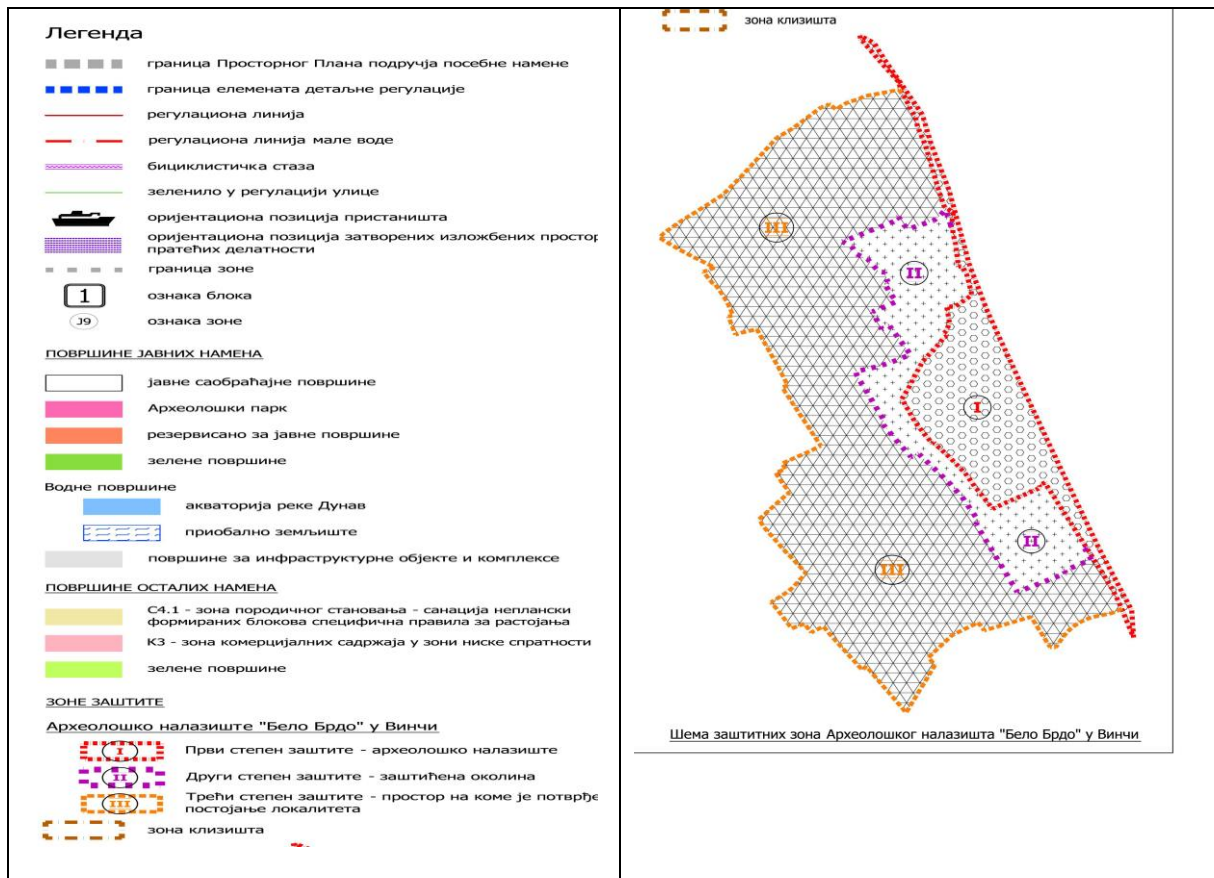 Легенда
граница Просторног Плана подручја посебне намене
граница елемената детаљне регулације
регулациона линија
регулациона линија мале воде
бициклистичка стаза
зеленило у регулацији улице
оријентациона позиција пристаништа
оријентациона позиција затворених изложбених простор
пратећих делатности
граница зоне
1
ознака блока
Ј9
ознака зоне
ПОВРШИНЕ ЈАВНИХ НАМЕНА
јавне саобраћајне површине
Археолошки парк
резервисано за јавне површине
зелене површине
Водне површине
акваторија реке Дунав
приобално земљиште
површине за инфраструктурне објекте и комплексе
ПОВРШИНЕ ОСТАЛИХ НАМЕНА
С4.1 - зона породичног становања - санација неплански
формираних блокова специфична правила за растојања
К3 - зона комерцијалних садржаја у зони ниске спратности
зелене површине
ЗОНЕ ЗАШТИТЕ
Археолошко налазиште "Бело Брдо" у Винчи
I
Први степен заштите - археолошко налазиште
II
Други степен заштите - заштићена околина
III
Трећи степен заштите - простор на коме је потврђе
постојање локалитета
зона клизишта
зона клизишта
III
II
I
II
III
Шема заштитних зона Археолошког налазишта "Бело Брдо" у Винчи